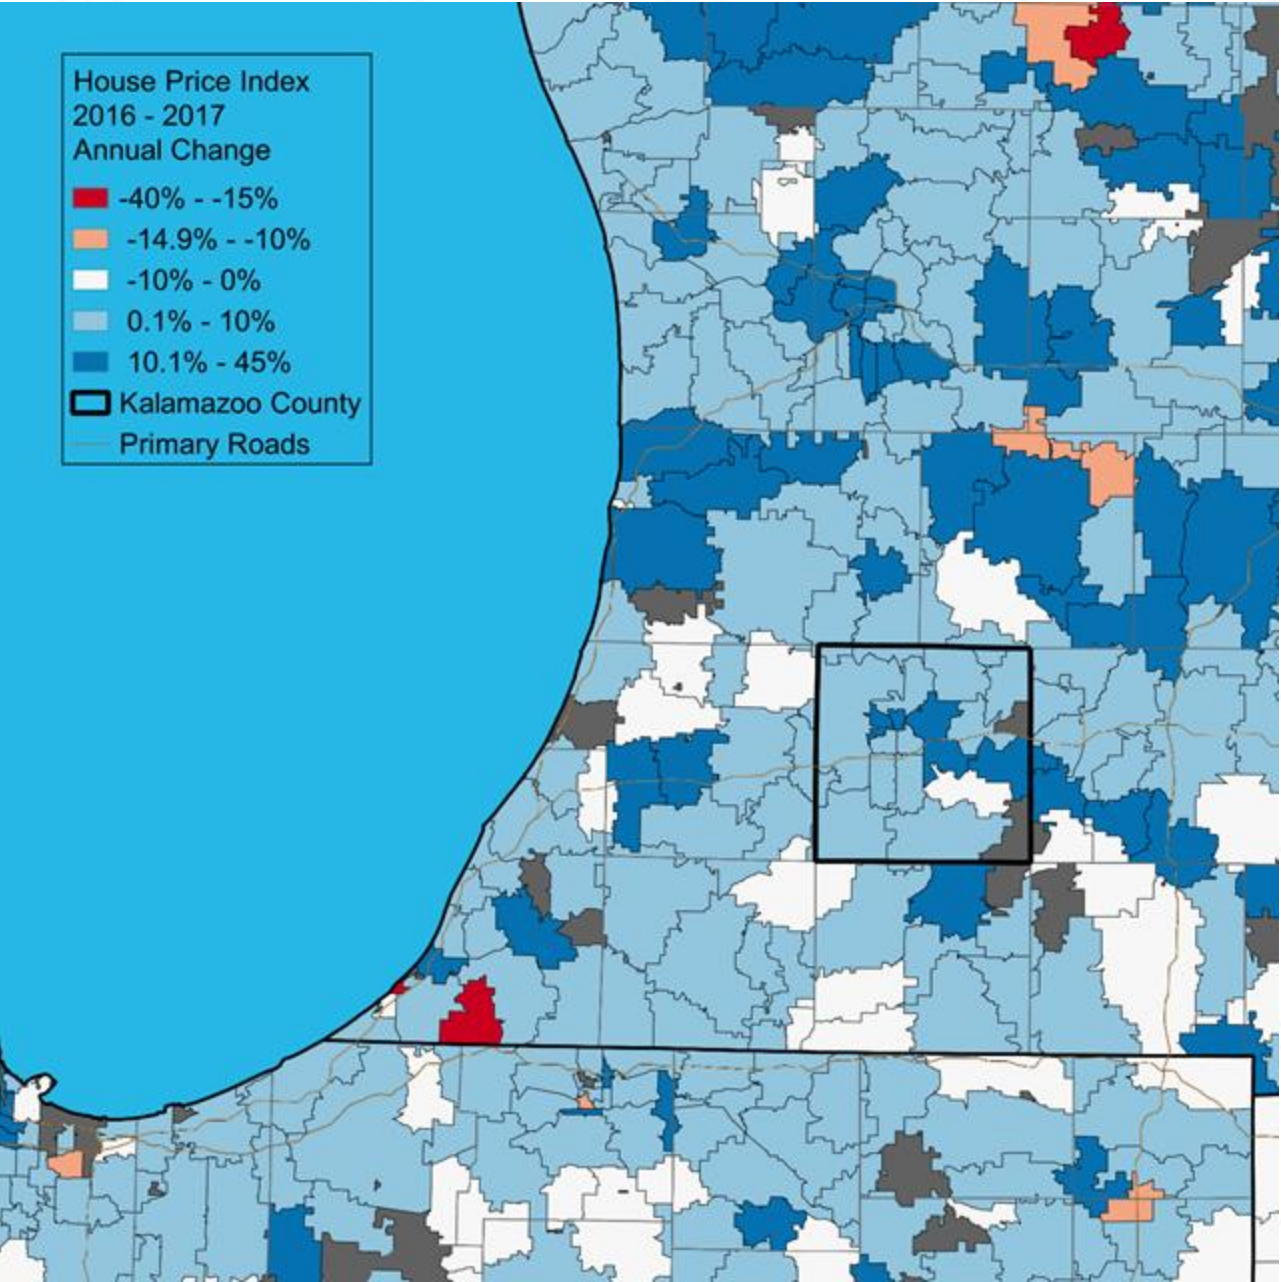 House Price Index
2016 - 2017
Annual Change
-40% - -15%
-14.9% - -10%
-10% - 0%
0.1% - 10%
10.1% - 45%
Kalamazoo County
Primary Roads